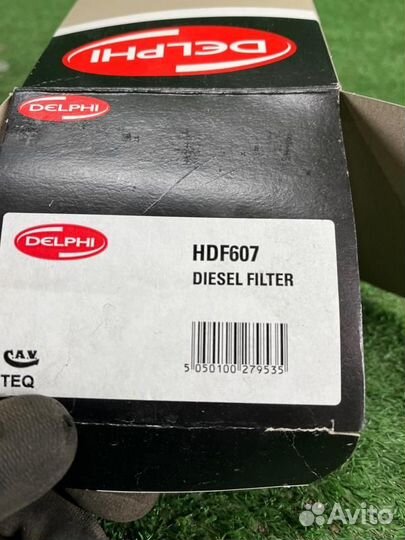 DELPHI
DELPHI
DELPHI
HDF607
DIESEL FILTER
C.A.V.
TEQ
5 050100 279535
Avito